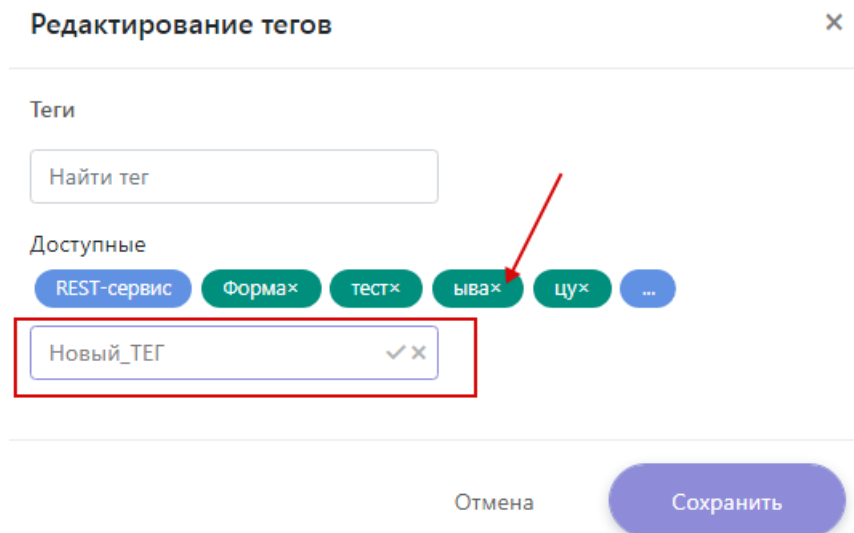 Редактирование тегов ×
Теги
Найти тег
Доступные
REST-сервис Форма× тест× ыва× цу× ...
Новый_ТЕГ
Отмена Сохранить